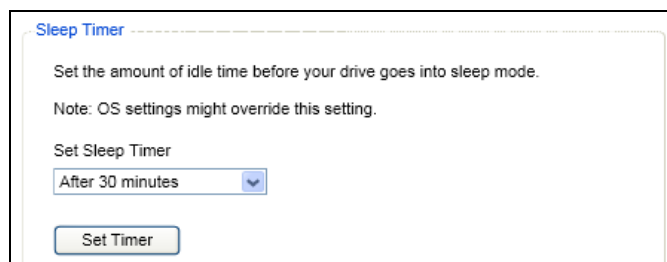 Sleep Timer
Set the amount of idle time before your drive goes into sleep mode.
Note: OS settings might override this setting.
Set Sleep Timer
After 30 minutes
Set Timer